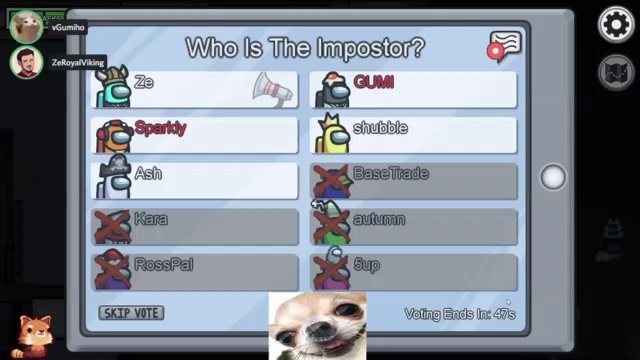 vGumiho
ZeRoyalViking
Who Is The Impostor?
Ze
GUMI
Sparkly
shubble
Ash
BaseTrade
Kara
autumn
RossPal
5up
SKIP VOTE
Voting Ends In: 47s